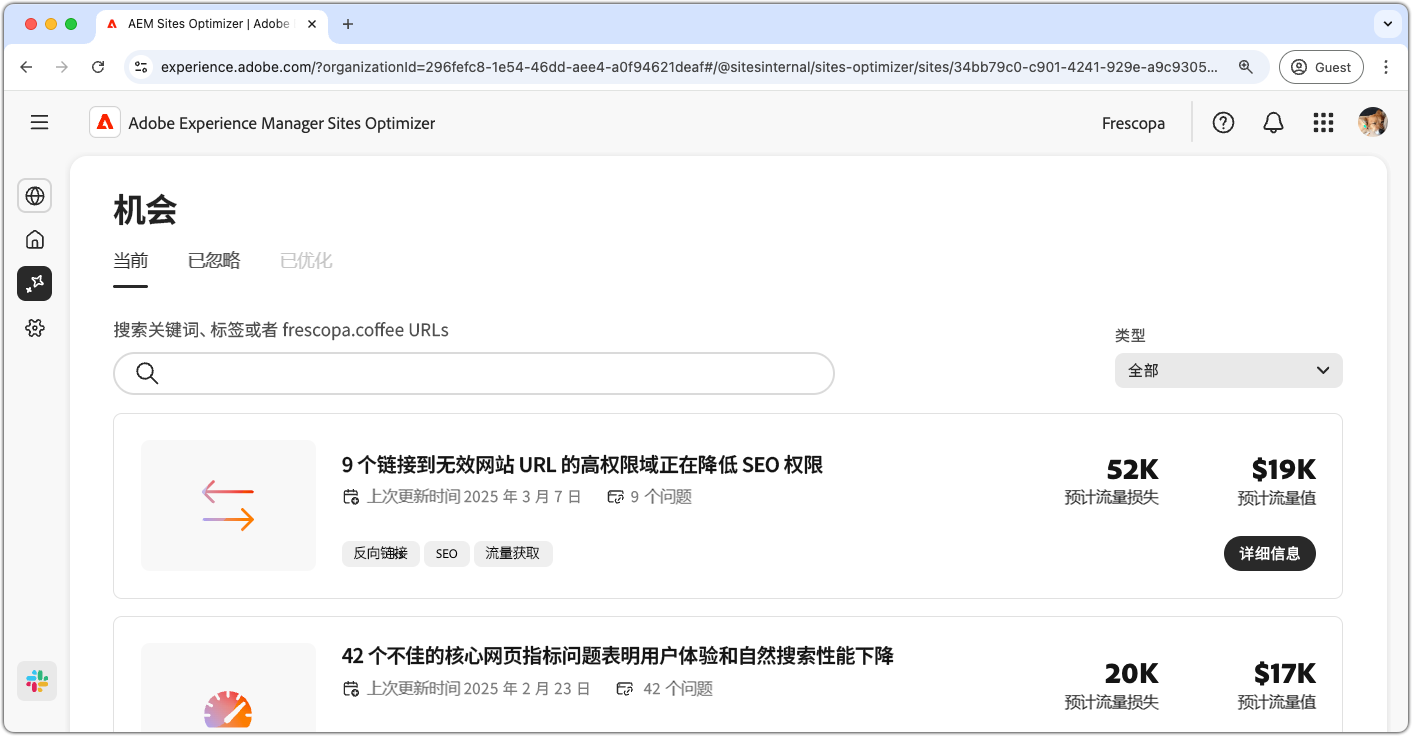 AEM Sites Optimizer | Adobe
experience.adobe.com/?organizationId=296fefc8-1e54-46dd-aee4-a0f94621deaf#/@sitesinternal/sites-optimizer/sites/34bb79c0-c901-4241-929e-a9c9305...
Guest
Adobe Experience Manager Sites Optimizer
Frescopa
机会
当前 已忽略 已优化
搜索关键词、标签或者 frescopa.coffee URLs
类型
全部
9 个链接到无效网站 URL 的高权限域正在降低 SEO 权限
上次更新时间 2025 年 3 月 7 日 9 个问题
52K
预计流量损失
$19K
预计流量值
反向链接 SEO 流量获取
详细信息
42 个不佳的核心网页指标问题表明用户体验和自然搜索性能下降
上次更新时间 2025 年 2 月 23 日 42 个问题
20K
预计流量损失
$17K
预计流量值